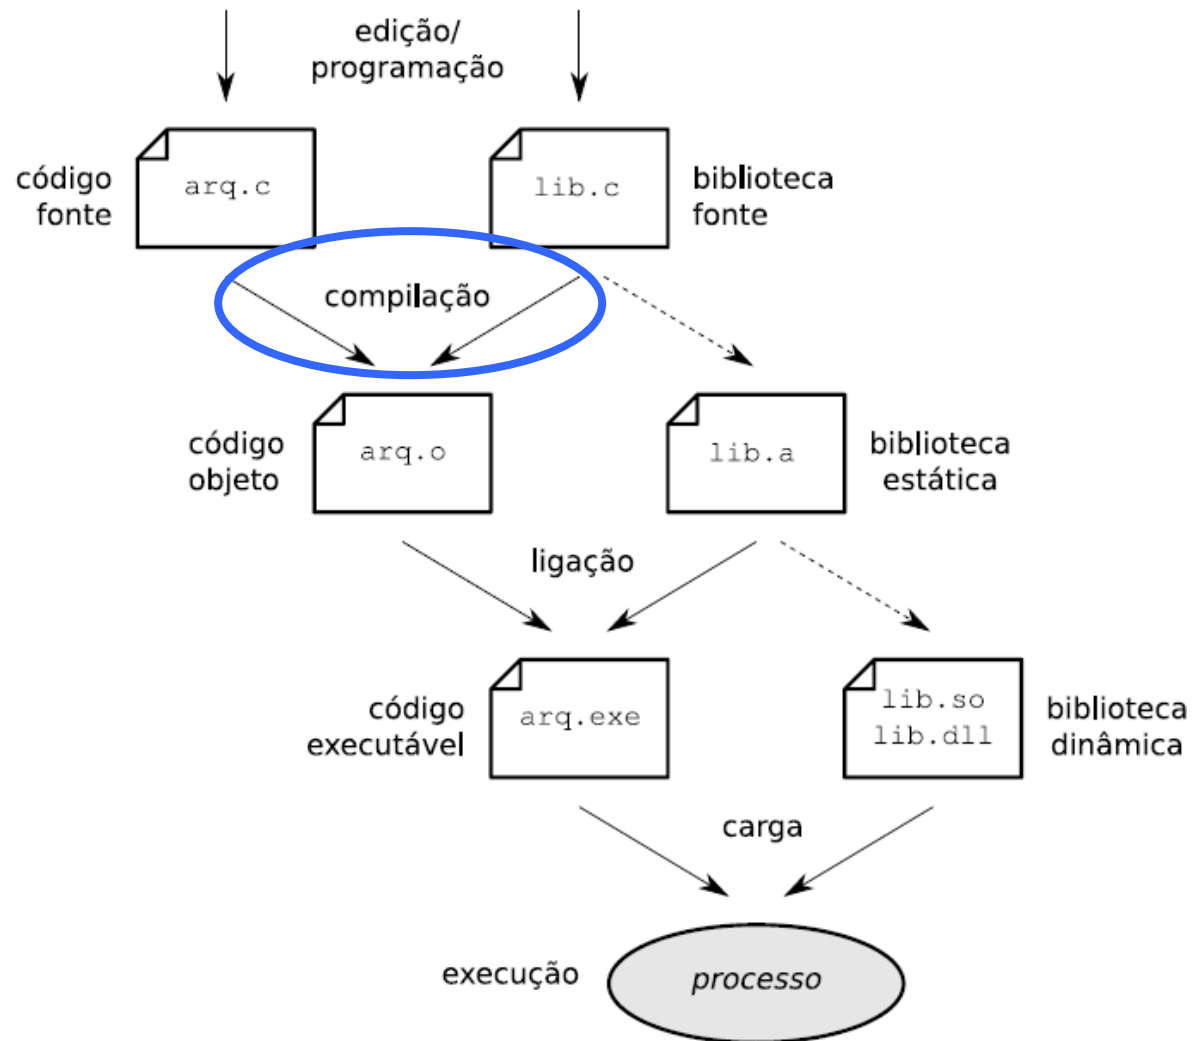 edição/
programação
código
fonte
arq.c
lib.c
biblioteca
fonte
compilação
código
objeto
arq.o
lib.a
biblioteca
estática
ligação
código
executável
arq.exe
lib.so
lib.dll
biblioteca
dinâmica
carga
execução
processo